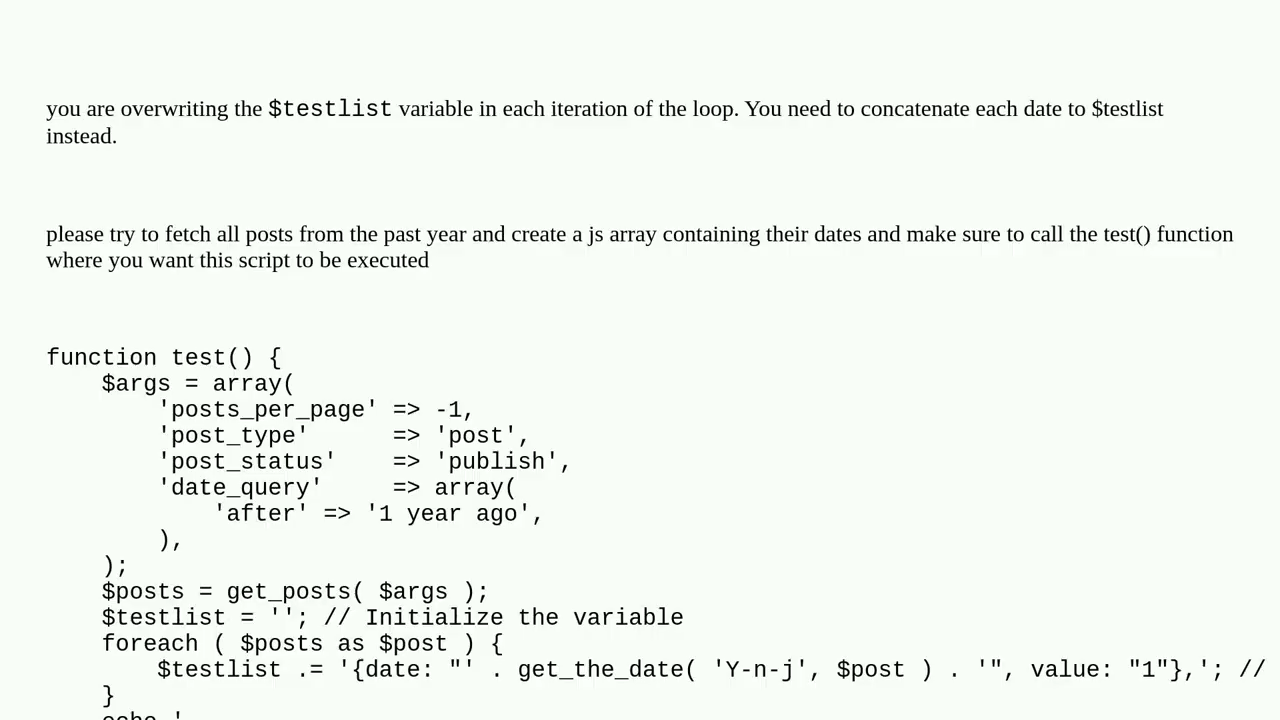 you are overwriting the $testlist variable in each iteration of the loop. You need to concatenate each date to $testlist
instead.
please try to fetch all posts from the past year and create a js array containing their dates and make sure to call the test() function
where you want this script to be executed
function test() {
    $args = array(
        'posts_per_page' => -1,
        'post_type'      => 'post',
        'post_status'    => 'publish',
        'date_query'     => array(
            'after' => '1 year ago',
        ),
    );
    $posts = get_posts( $args );
    $testlist = ''; // Initialize the variable
    foreach ( $posts as $post ) {
        $testlist .= '{date: "' . get_the_date( 'Y-n-j', $post ) . '", value: "1"},'; //
    }
    echo '